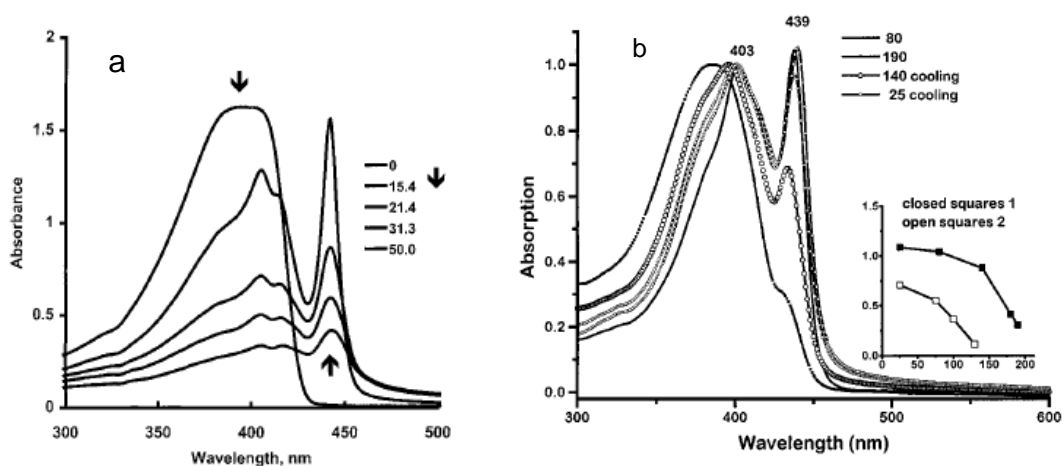 a
2
1.5
1
0.5
0
0
15.4
21.4
31.3
50.0
Absorbance
300 350 400 450 500
Wavelength, nm
b
403
439
80
190
140 cooling
25 cooling
1.0
0.8
0.6
0.4
0.2
0.0
Absorption
300 400 500 600
Wavelength (nm)
closed squares 1
open squares 2
1.5
1.0
0.5
0.0
0 50 100 150 200